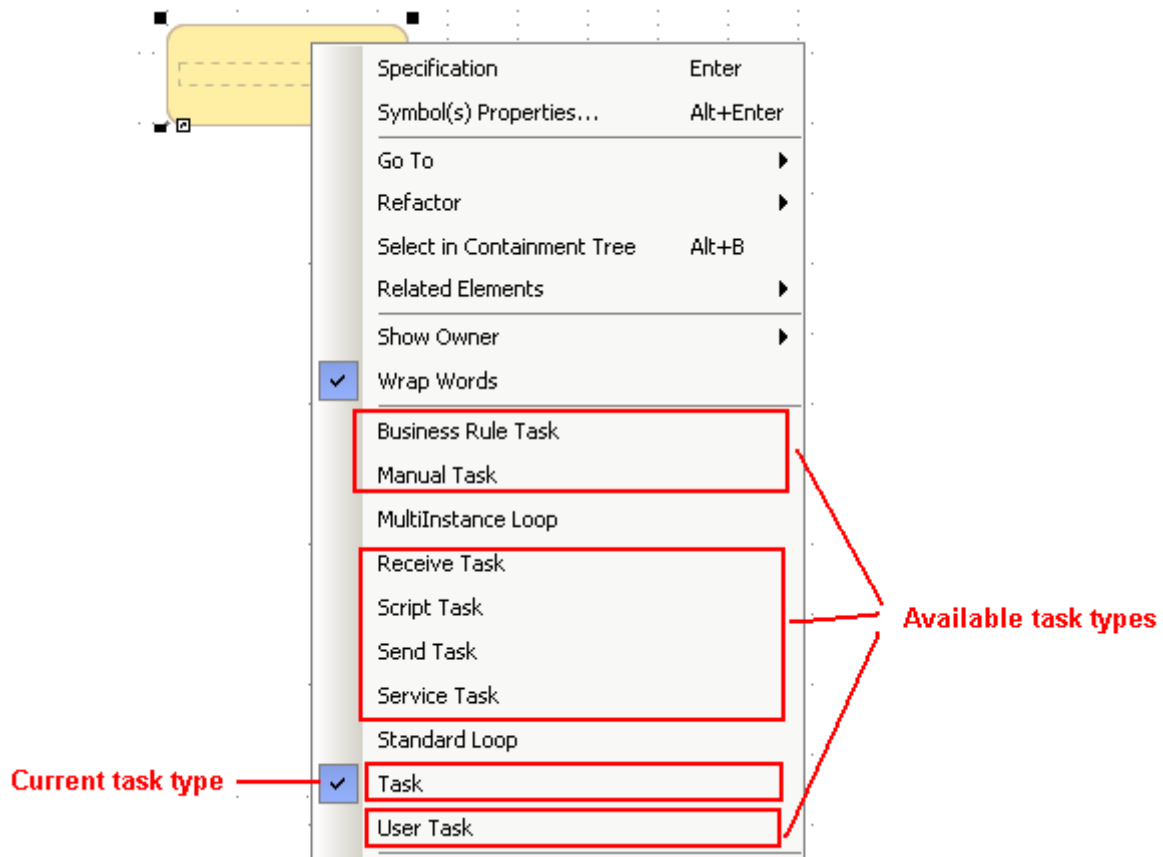 Specification Enter
Symbol(s) Properties... Alt+Enter
Go To
Refactor
Select in Containment Tree Alt+B
Related Elements
Show Owner
Wrap Words
Business Rule Task
Manual Task
MultiInstance Loop
Receive Task
Script Task
Available task types
Send Task
Service Task
Standard Loop
Current task type
Task
User Task